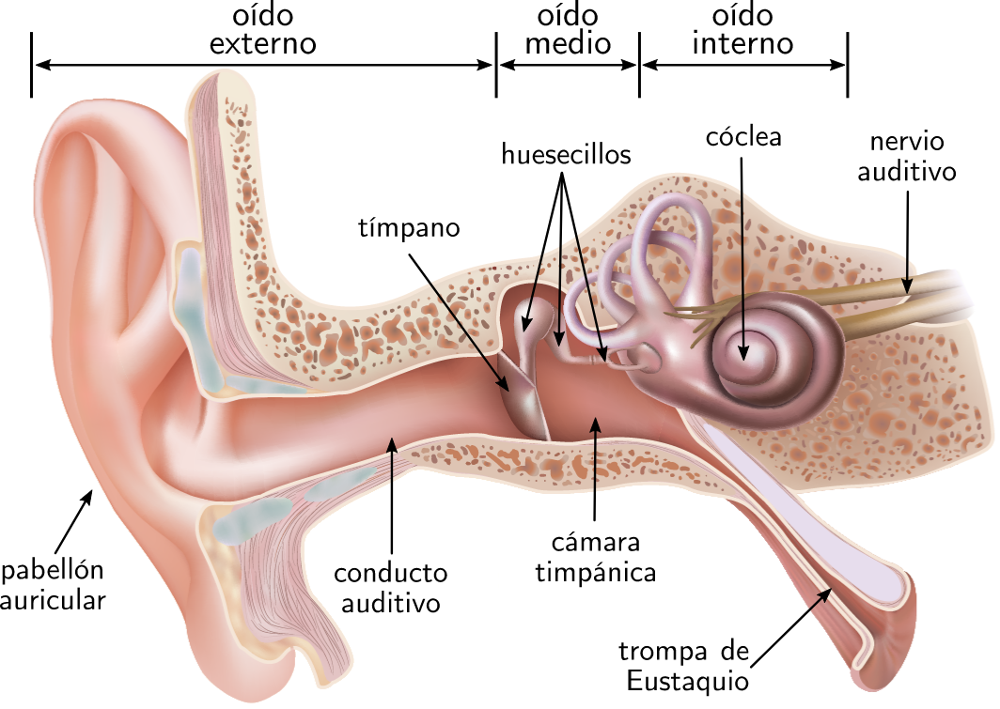 oído
externo
oído
medio
oído
interno
huesecillos
cóclea
nervio
auditivo
tímpano
pabellón
auricular
conducto
auditivo
cámara
timpánica
trompa de
Eustaquio